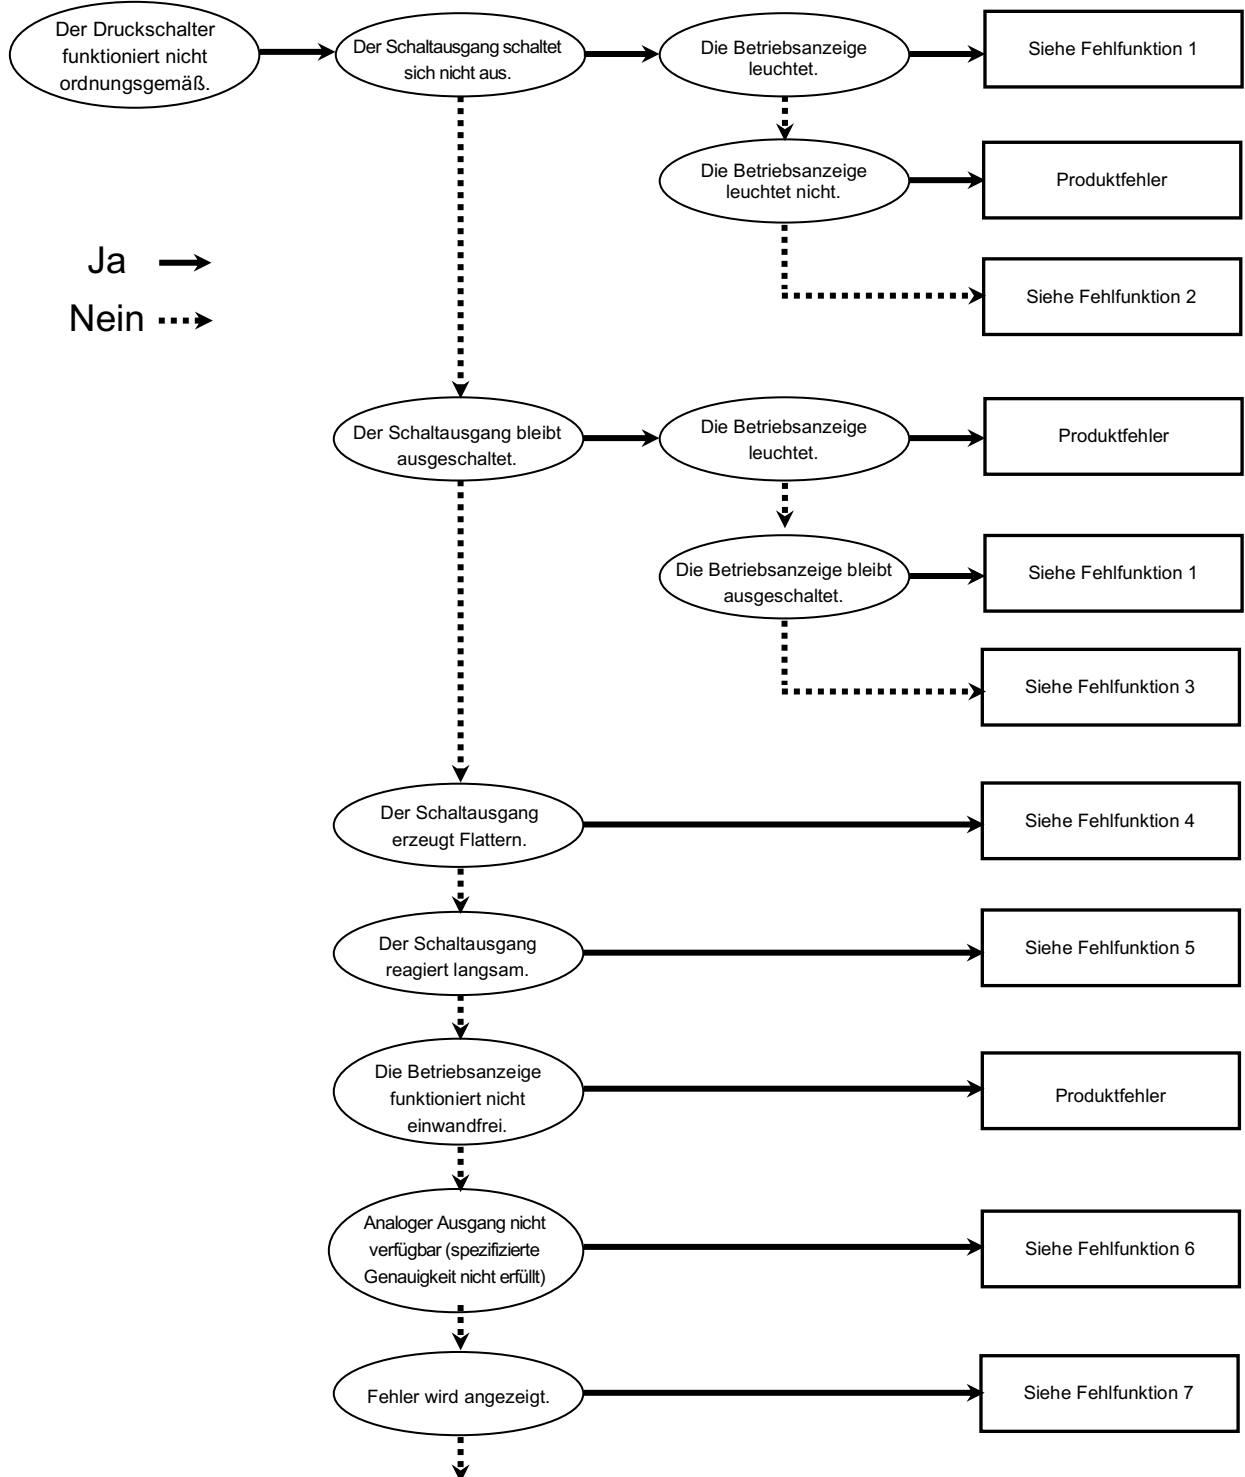 Der Druckschalter
funktioniert nicht
ordnungsgemäß.
Der Schaltausgang schaltet
sich nicht aus.
Die Betriebsanzeige
leuchtet.
Siehe Fehlfunktion 1
Die Betriebsanzeige
leuchtet nicht.
Produktfehler
Ja
Nein
Siehe Fehlfunktion 2
Der Schaltausgang bleibt
ausgeschaltet.
Die Betriebsanzeige
leuchtet.
Produktfehler
Die Betriebsanzeige bleibt
ausgeschaltet.
Siehe Fehlfunktion 1
Siehe Fehlfunktion 3
Der Schaltausgang
erzeugt Flattern.
Siehe Fehlfunktion 4
Der Schaltausgang
reagiert langsam.
Siehe Fehlfunktion 5
Die Betriebsanzeige
funktioniert nicht
einwandfrei.
Produktfehler
Analoger Ausgang nicht
verfügbar (spezifizierte
Genauigkeit nicht erfüllt)
Siehe Fehlfunktion 6
Fehler wird angezeigt.
Siehe Fehlfunktion 7